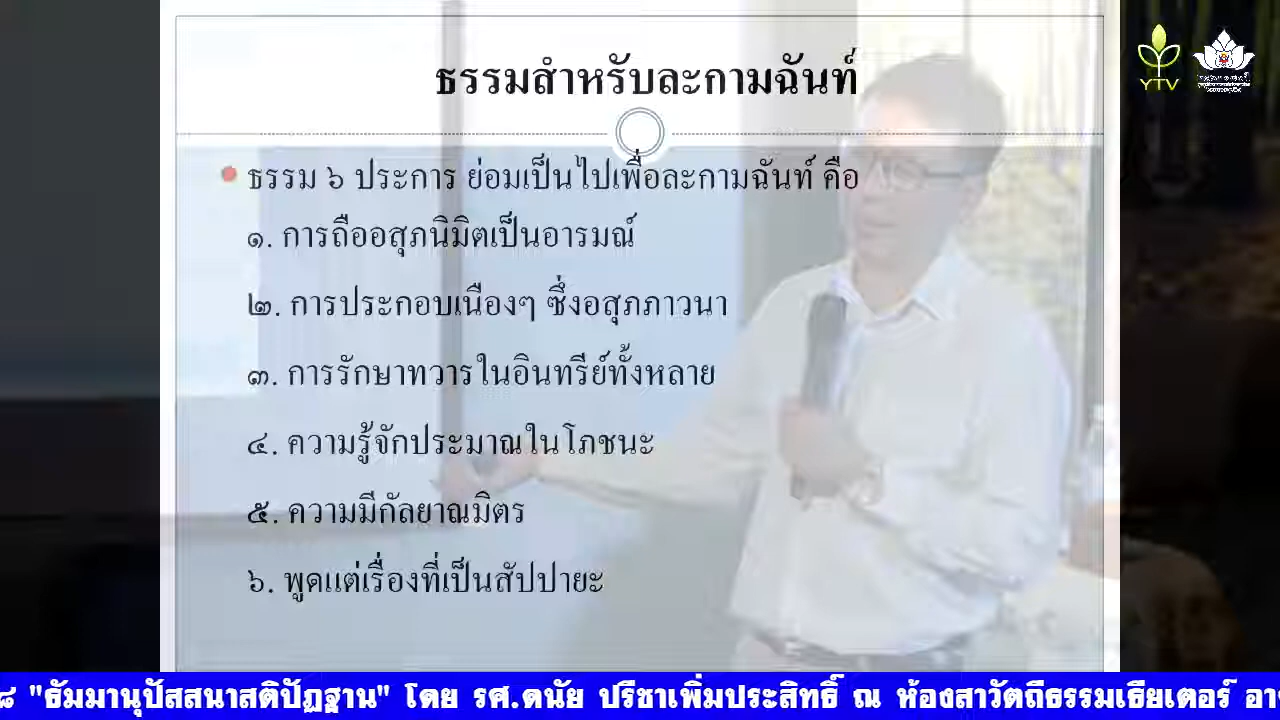 ธรรมสำหรับละกามฉันท์
YTV
ธรรม ๖ ประการ ย่อมเป็นไปเพื่อละกามฉันท์ คือ
๑. การถืออสุภนิมิตเป็นอารมณ์
๒. การประกอบเนืองๆ ซึ่งอสุภภาวนา
๓. การรักษาทวารในอินทรีย์ทั้งหลาย
๔. ความรู้จักประมาณในโภชนะ
๕. ความมีกัลยาณมิตร
๖. พูดแต่เรื่องที่เป็นสัปปายะ
๘ "ธัมมานุปัสสนาสติปัฏฐาน" โดย รศ.ดนัย ปรีชาเพิ่มประสิทธิ์ ณ ห้องสาวัตถีธรรมเธียเตอร์ อา